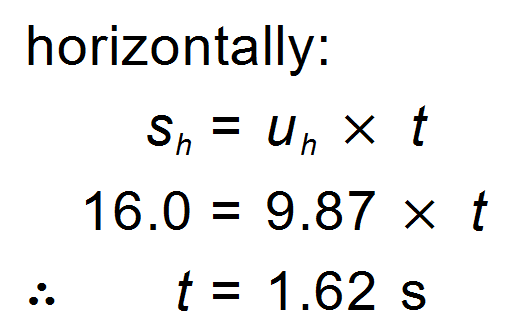 horizontally:
sₕ = uₕ × t
16.0 = 9.87 × t
∴ t = 1.62 s